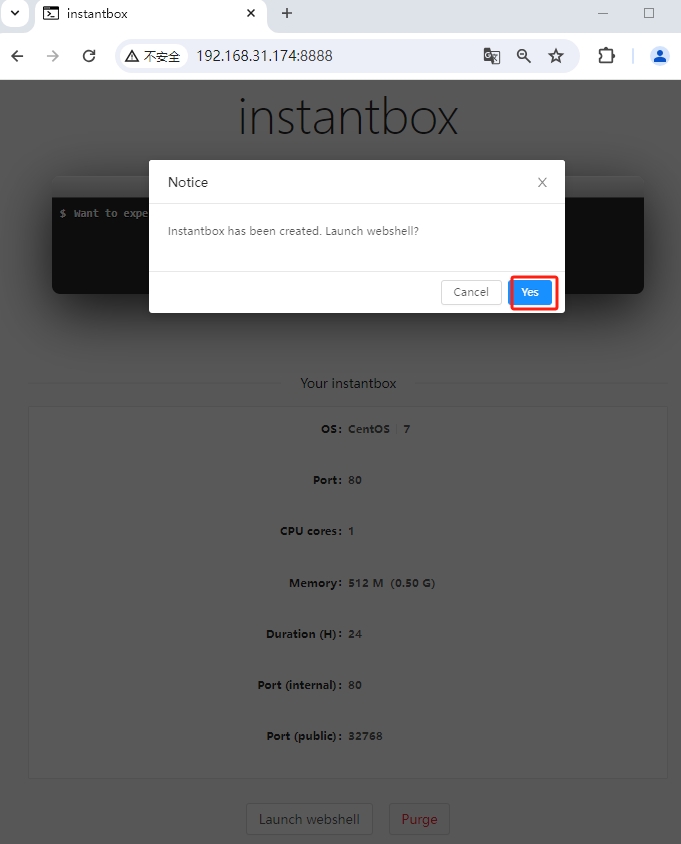 instantbox
不安全 192.168.31.174:8888
instantbox
Notice
$ Want to expe
Instantbox has been created. Launch webshell?
Cancel Yes
Your instantbox
OS: CentOS 7
Port: 80
CPU cores: 1
Memory: 512 M (0.50 G)
Duration (H): 24
Port (internal): 80
Port (public): 32768
Launch webshell Purge